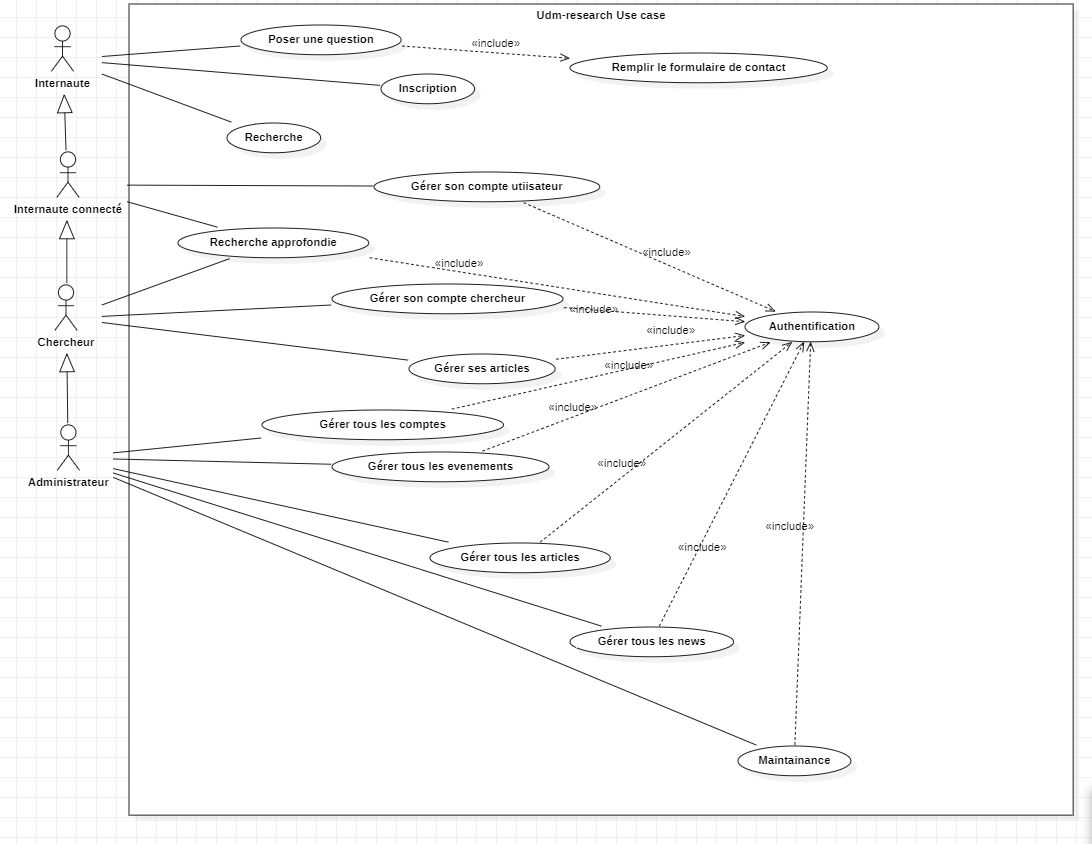 Udm-research Use case
Internaute
Poser une question
«include»
Remplir le formulaire de contact
Inscription
Recherche
Internaute connecté
Gérer son compte utiisateur
«include»
Recherche approfondie
«include»
Gérer son compte chercheur
«include»
Authentification
Chercheur
«include»
Gérer ses articles
«include»
Gérer tous les comptes
«include»
Gérer tous les evenements
«include»
Administrateur
Gérer tous les articles
«include»
«include»
Gérer tous les news
Maintainance